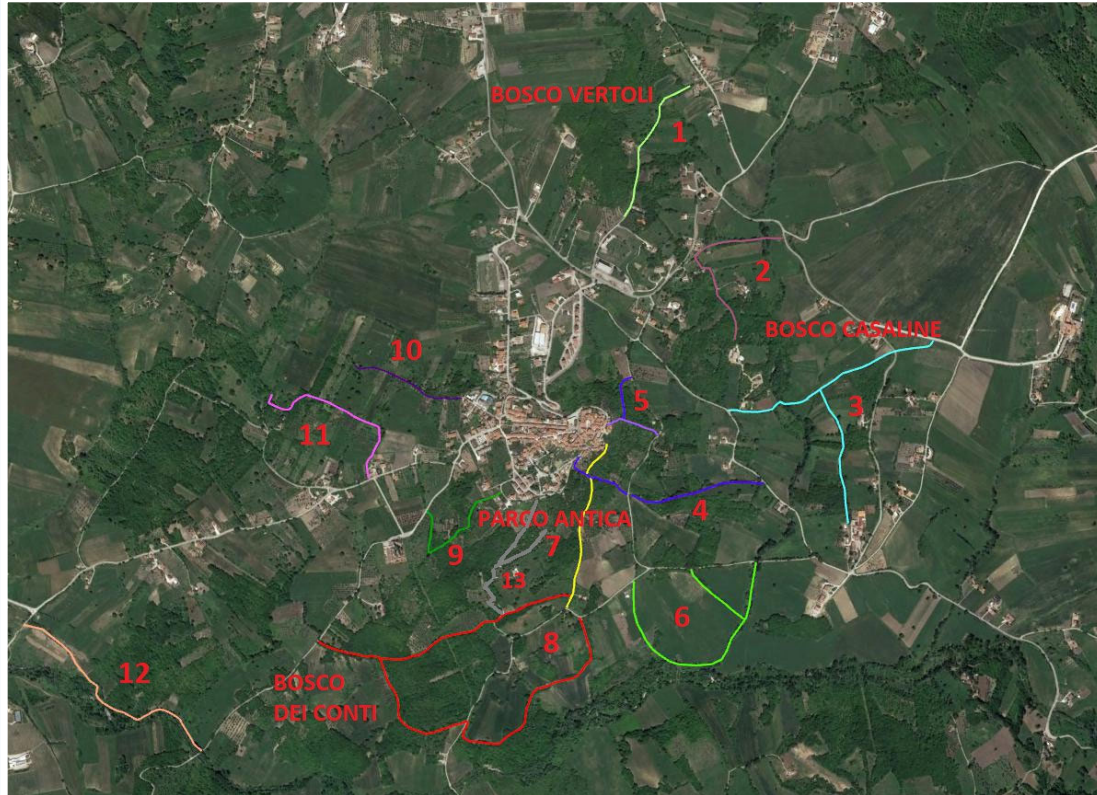 BOSCO VERTOLI
1
2
BOSCO CASALINE
10
5
3
11
4
PARCO ANTICA
7
9
13
6
8
12
BOSCO
DEI CONTI